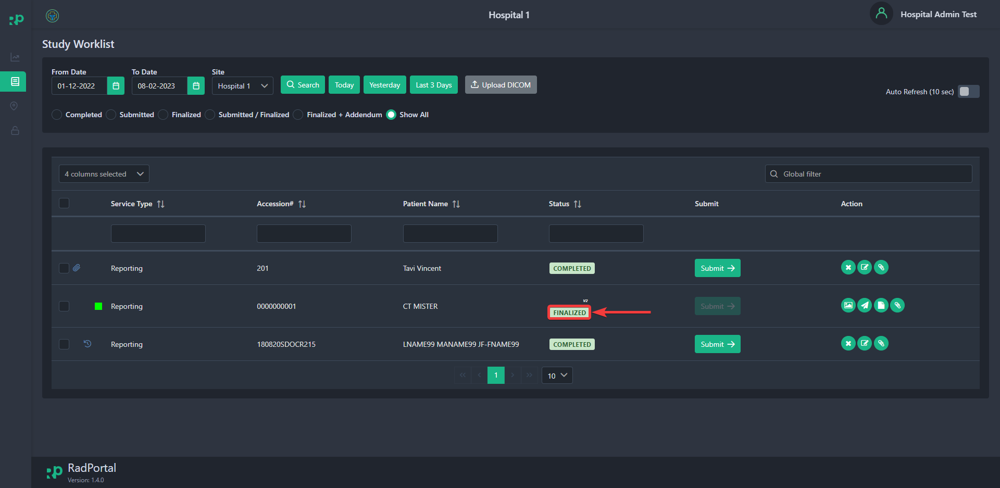 Hospital 1
Hospital Admin Test
Study Worklist
From Date
To Date
Site
01-12-2022
08-02-2023
Hospital 1
Search
Today
Yesterday
Last 3 Days
Upload DICOM
Auto Refresh (10 sec)
Completed
Submitted
Finalized
Submitted / Finalized
Finalized + Addendum
Show All
4 columns selected
Global filter
Service Type
Accession#
Patient Name
Status
Submit
Action
Reporting
201
Tavi Vincent
COMPLETED
Submit
V2
Reporting
0000000001
CT MISTER
FINALIZED
Submit
Reporting
180820SDOCR215
LNAME99 MANAME99 JF-FNAME99
COMPLETED
Submit
1
10
RadPortal
Version: 1.4.0